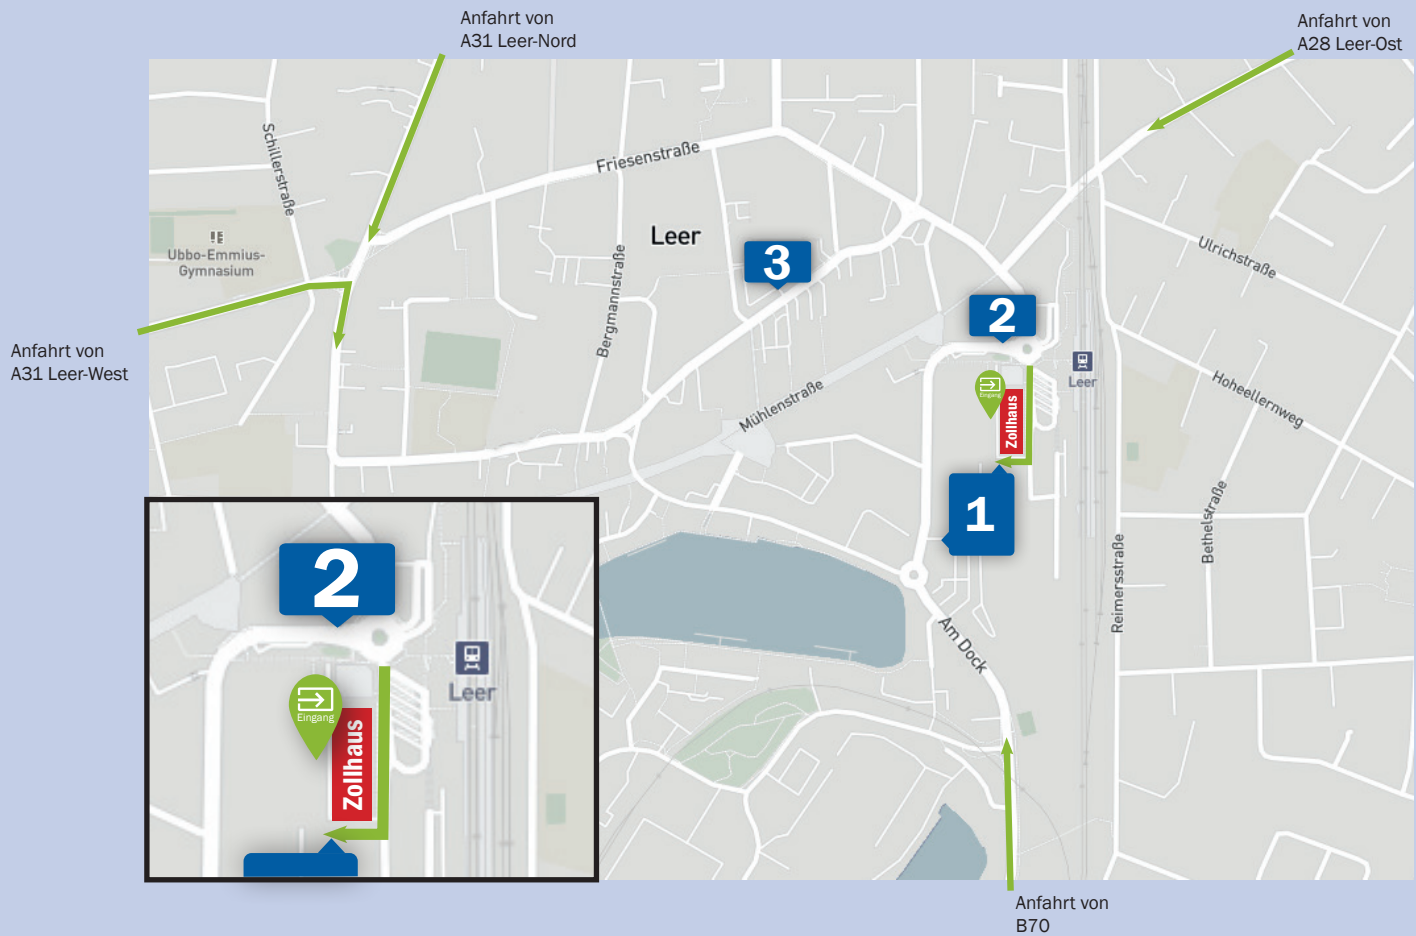 Anfahrt von
A31 Leer-Nord
Anfahrt von
A28 Leer-Ost
Schillerstraße
Friesenstraße
Leer
Ubbo-Emmius-
Gymnasium
Ulrichstraße
3
Bergmannstraße
2
Anfahrt von
A31 Leer-West
Leer
Eingang
Zollhaus
Mühlenstraße
Hoheellernweg
1
Bethelstraße
Reimersstraße
Am Dock
2
Leer
Eingang
Zollhaus
Anfahrt von
B70